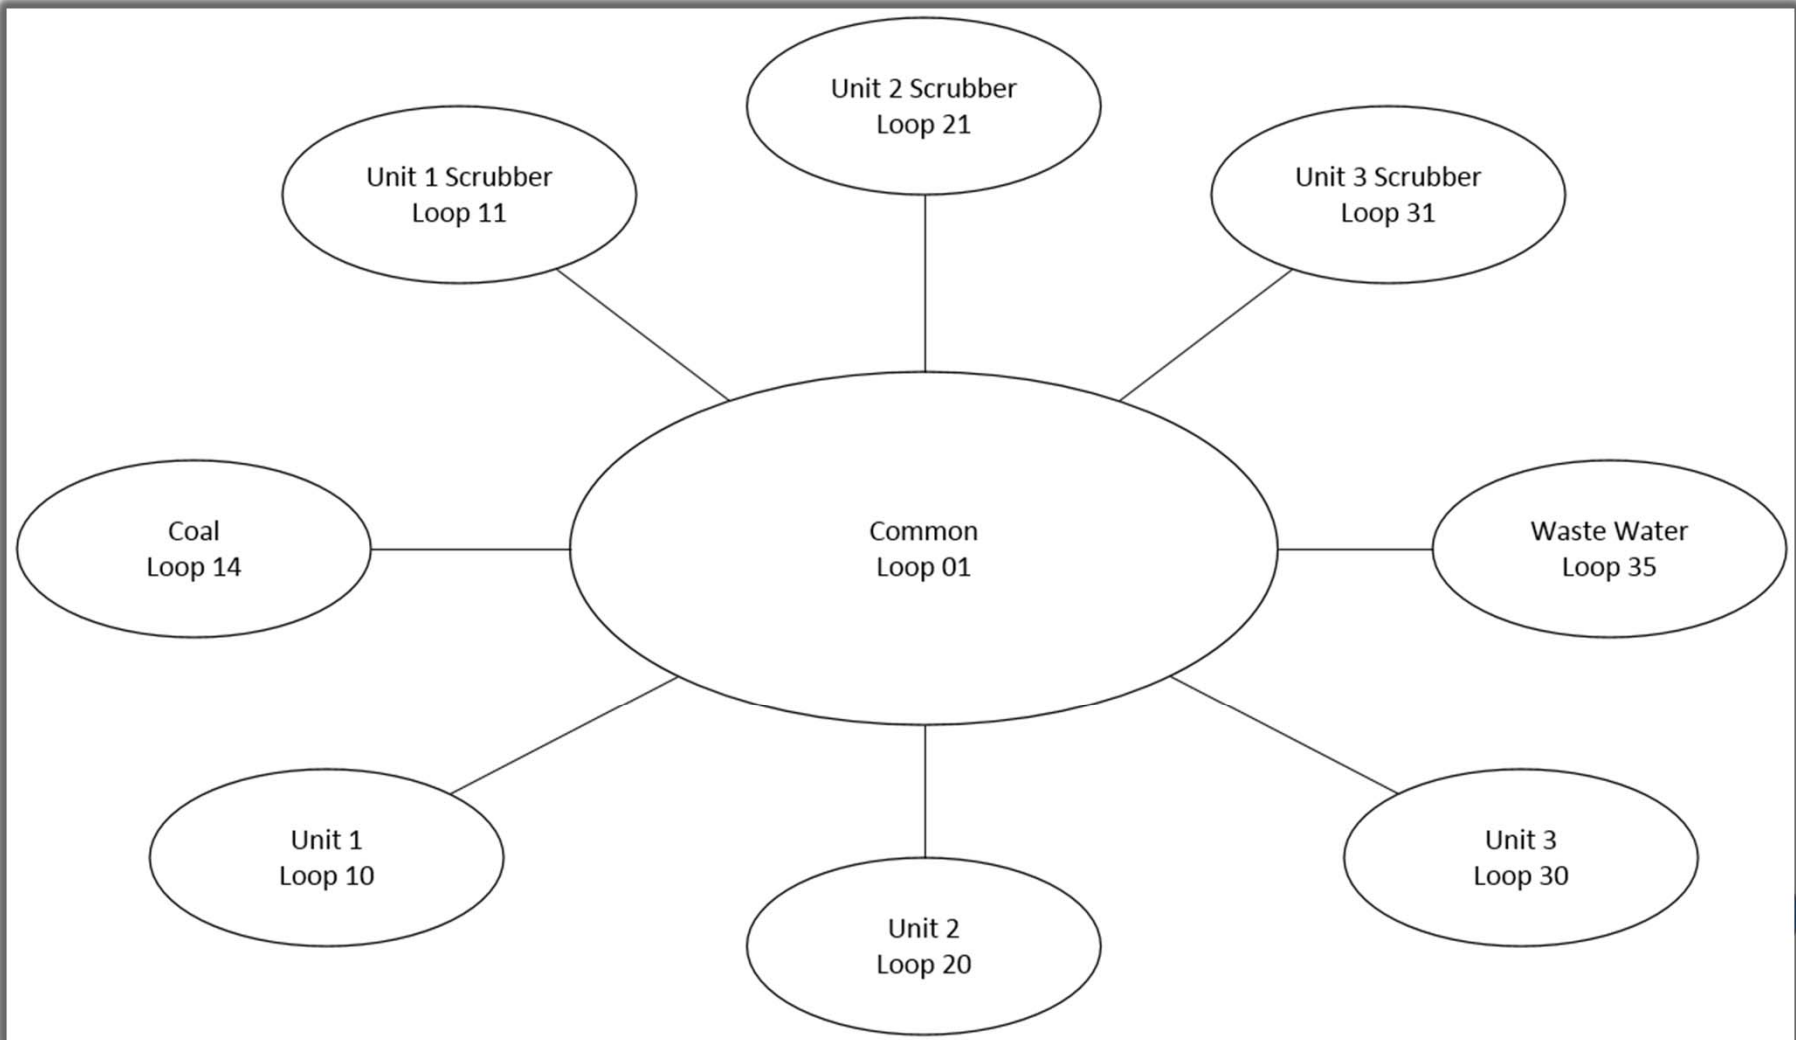 Unit 2 Scrubber
Loop 21
Unit 1 Scrubber
Loop 11
Unit 3 Scrubber
Loop 31
Coal
Loop 14
Common
Loop 01
Waste Water
Loop 35
Unit 1
Loop 10
Unit 3
Loop 30
Unit 2
Loop 20